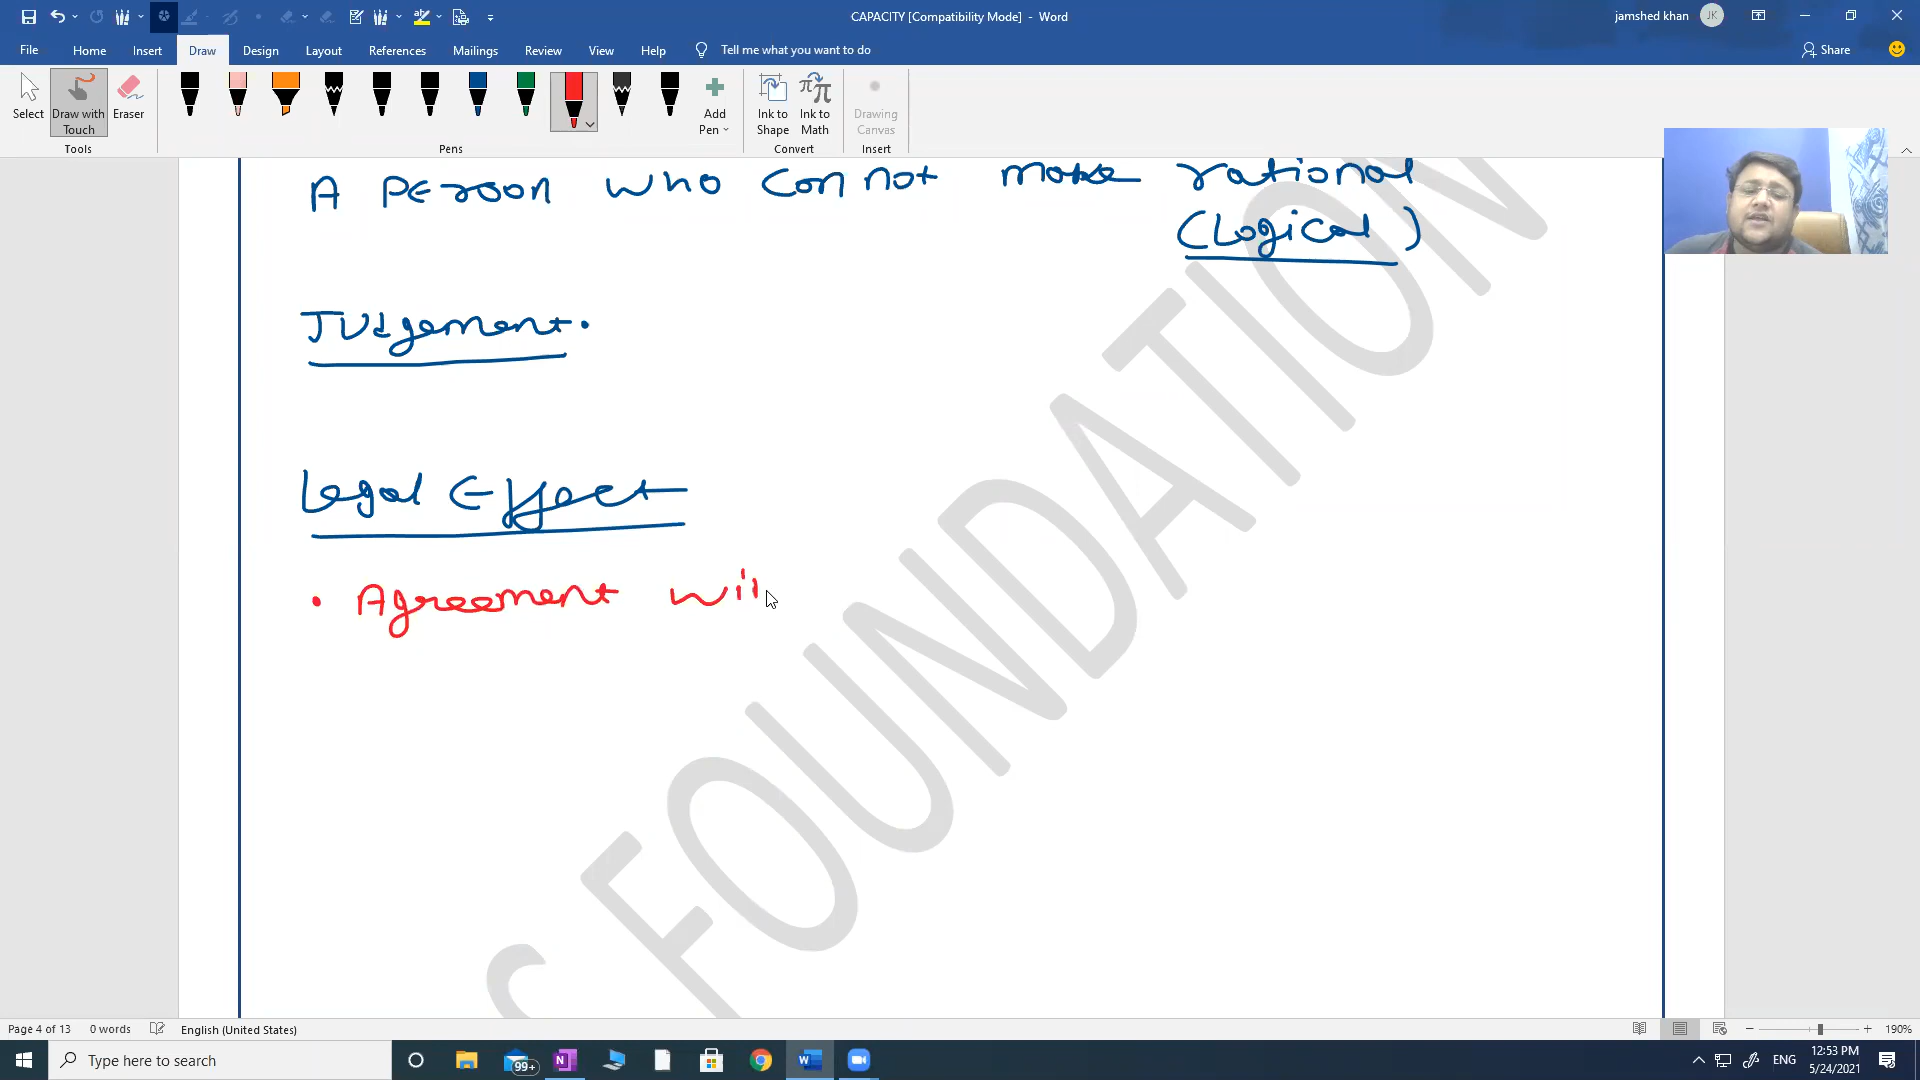 CAPACITY [Compatibility Mode] - Word
jamshed khan
JK
File Home Insert Draw Design Layout References Mailings Review View Help Tell me what you want to do
Share
Select
Draw with Touch
Eraser
Add Pen
Ink to Shape
Ink to Math
Drawing Canvas
Tools
Pens
Convert
Insert
A PErson who con not make rational
(Logical)
Judgement.
Legal Effect
• Agreement wil
S FOUNDATION
Page 4 of 13 0 words English (United States)
190%
Type here to search
99+
ENG
12:53 PM
5/24/2021